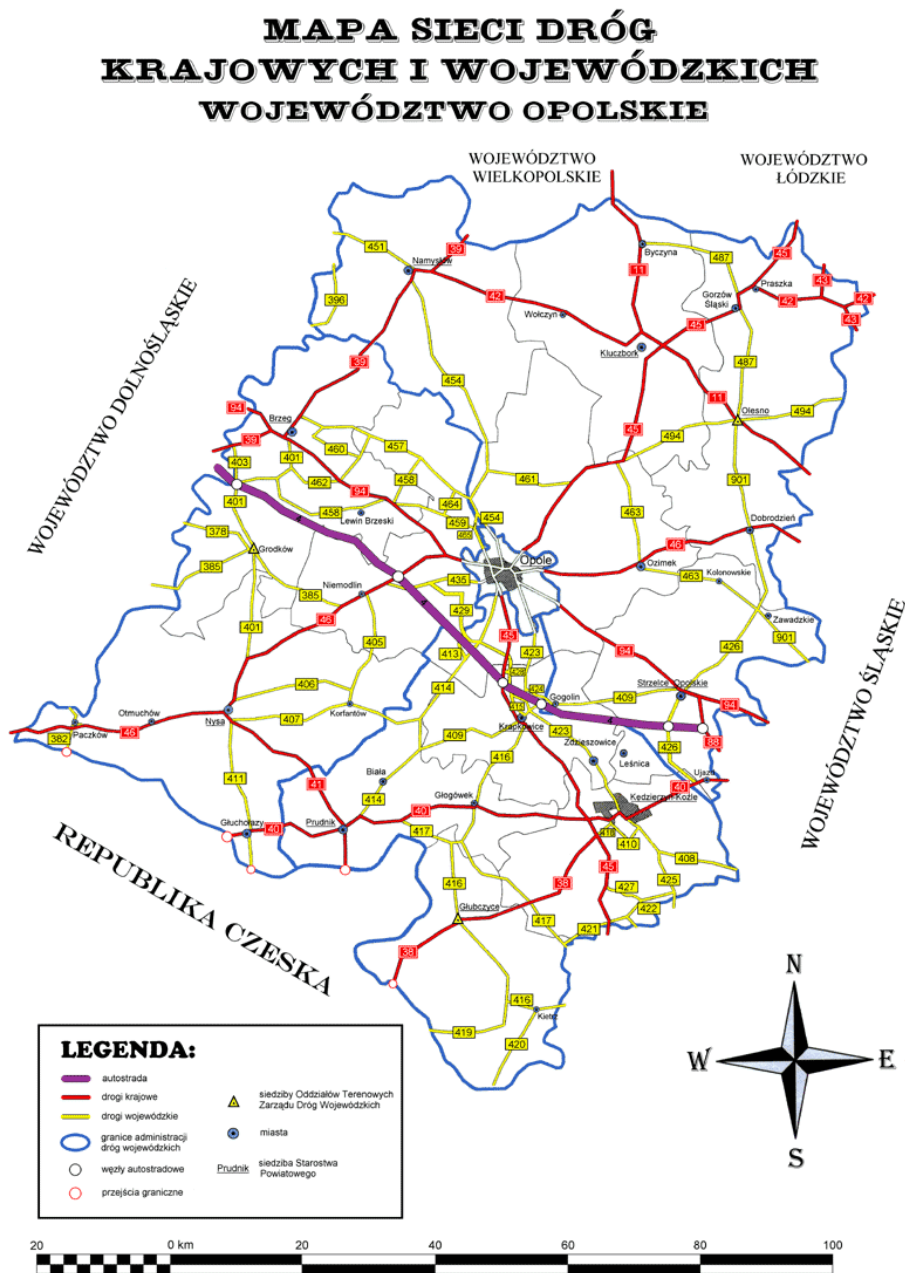 MAPA SIECI DRÓG
KRAJOWYCH I WOJEWÓDZKICH
WOJEWÓDZTWO OPOLSKIE
WOJEWÓDZTWO
WIELKOPOLSKIE
WOJEWÓDZTWO
ŁÓDZKIE
WOJEWÓDZTWO DOLNOŚLĄSKIE
WOJEWÓDZTWO ŚLĄSKIE
REPUBLIKA CZESKA
451
39
Namysłów
396
42
Wołczyn
11
Byczyna
487
45
43
Praszka
Gorzów
Śląski
42
42
43
45
Kluczbork
39
454
487
11
Olesno
494
94
Brzeg
39
403
401
460
457
462
458
94
401
458
Lewin Brzeski
464
459
454
461
45
494
463
901
378
Grodków
385
4
Opole
46
Dobrodzień
Ozimek
463
Kolonowskie
Niemodlin
385
435
429
4
46
401
405
413
45
423
94
Zawadzkie
901
426
406
414
Nysa
407
Korfantów
Otmuchów
Paczków
46
382
409
Gogolin
409
Strzelce Opolskie
94
4
88
Krapkowice
423
426
Zdzieszowice
Leśnica
Ujazd
411
41
Biała
414
Głogówek
416
40
Kędzierzyn-Koźle
40
Głuchołazy
40
Prudnik
417
410
408
45
416
38
427
425
422
Głubczyce
417
421
38
416
Kietrz
419
420
LEGENDA:
autostrada
drogi krajowe
drogi wojewódzkie
granice administracji
dróg wojewódzkich
węzły autostradowe
przejścia graniczne
siedziby Oddziałów Terenowych
Zarządu Dróg Wojewódzkich
miasta
Prudnik
siedziba Starostwa
Powiatowego
N
W
E
S
20
0 km
20
40
60
80
100